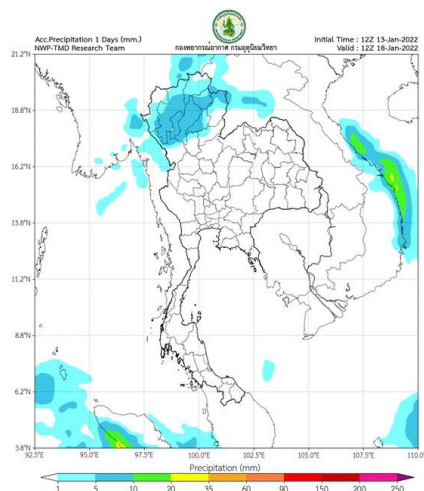 Acc.Precipitation 1 Days (mm.)
NWP-TMD Research Team
กองพยากรณ์อากาศ กรมอุตุนิยมวิทยา
Initial Time : 12Z 13-Jan-2022
Valid : 12Z 18-Jan-2022
21.2°N
18.8°N
16.2°N
13.8°N
11.2°N
8.8°N
6.2°N
3.8°N
92.5°E 95.0°E 97.5°E 100.0°E 102.5°E 105.0°E 107.5°E 110.0
Precipitation (mm)
1 5 10 20 35 60 90 150 200 250